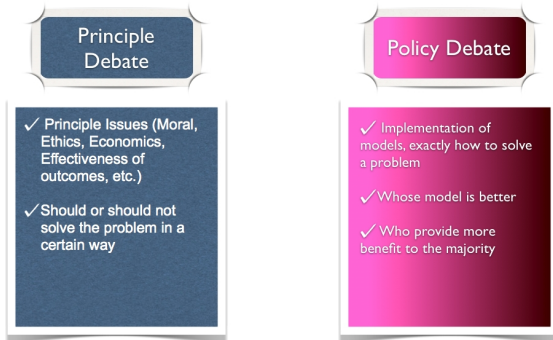 Principle
Debate
✓ Principle Issues (Moral,
Ethics, Economics,
Effectiveness of
outcomes, etc.)
✓ Should or should not
solve the problem in a
certain way
Policy Debate
✓ Implementation of
models, exactly how to solve
a problem
✓ Whose model is better
✓ Who provide more
benefit to the majority